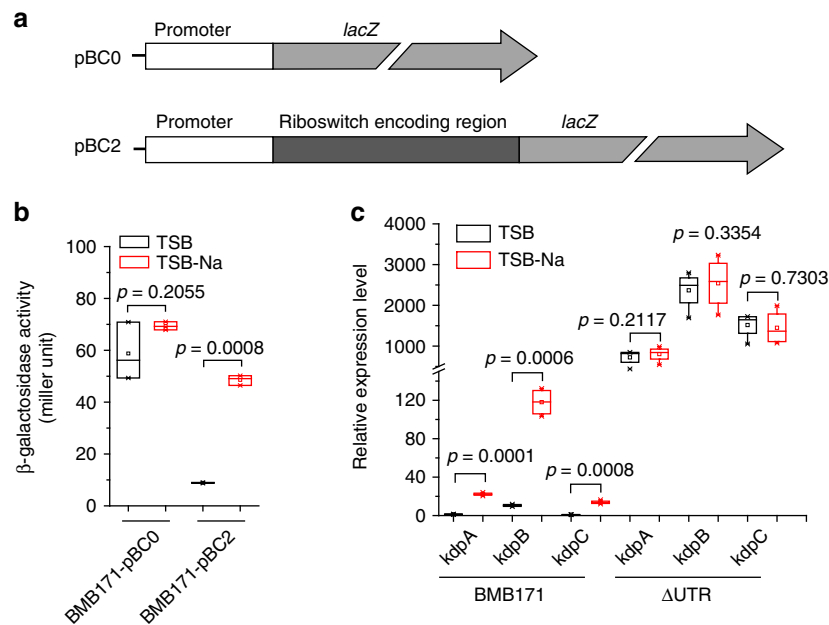 a
Promoter
lacZ
pBC0
Promoter
Riboswitch encoding region
lacZ
pBC2
b
TSB
TSB-Na
β-galactosidase activity
(miller unit)
100
80
60
40
20
0
p = 0.2055
p = 0.0008
BMB171-pBC0
BMB171-pBC2
c
TSB
TSB-Na
Relative expression level
4000
3000
2000
1000
120
80
40
0
p = 0.0001
p = 0.0006
p = 0.0008
p = 0.2117
p = 0.3354
p = 0.7303
kdpA
kdpB
kdpC
kdpA
kdpB
kdpC
BMB171
ΔUTR